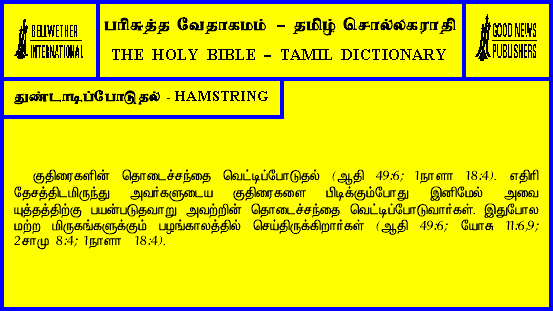 BELLWETHER
INTERNATIONAL
பரிசுத்த வேதாகமம் – தமிழ் சொல்லகராதி
THE HOLY BIBLE – TAMIL DICTIONARY
GOOD NEWS
PUBLISHERS
துண்டாடிப்போடுதல் - HAMSTRING
குதிரைகளின் தொடைச்சந்தை வெட்டிப்போடுதல் (ஆதி 49:6; 1நாளா 18:4). எதிரி
தேசத்திடமிருந்து அவர்களுடைய குதிரைகளை பிடிக்கும்போது இனிமேல் அவை
யுத்தத்திற்கு பயன்படுதவாறு அவற்றின் தொடைச்சந்தை வெட்டிப்போடுவார்கள். இதுபோல
மற்ற மிருகங்களுக்கும் பழங்காலத்தில் செய்திருக்கிறார்கள் (ஆதி 49:6; யோசு 11:6,9;
2சாமு 8:4; 1நாளா 18:4).